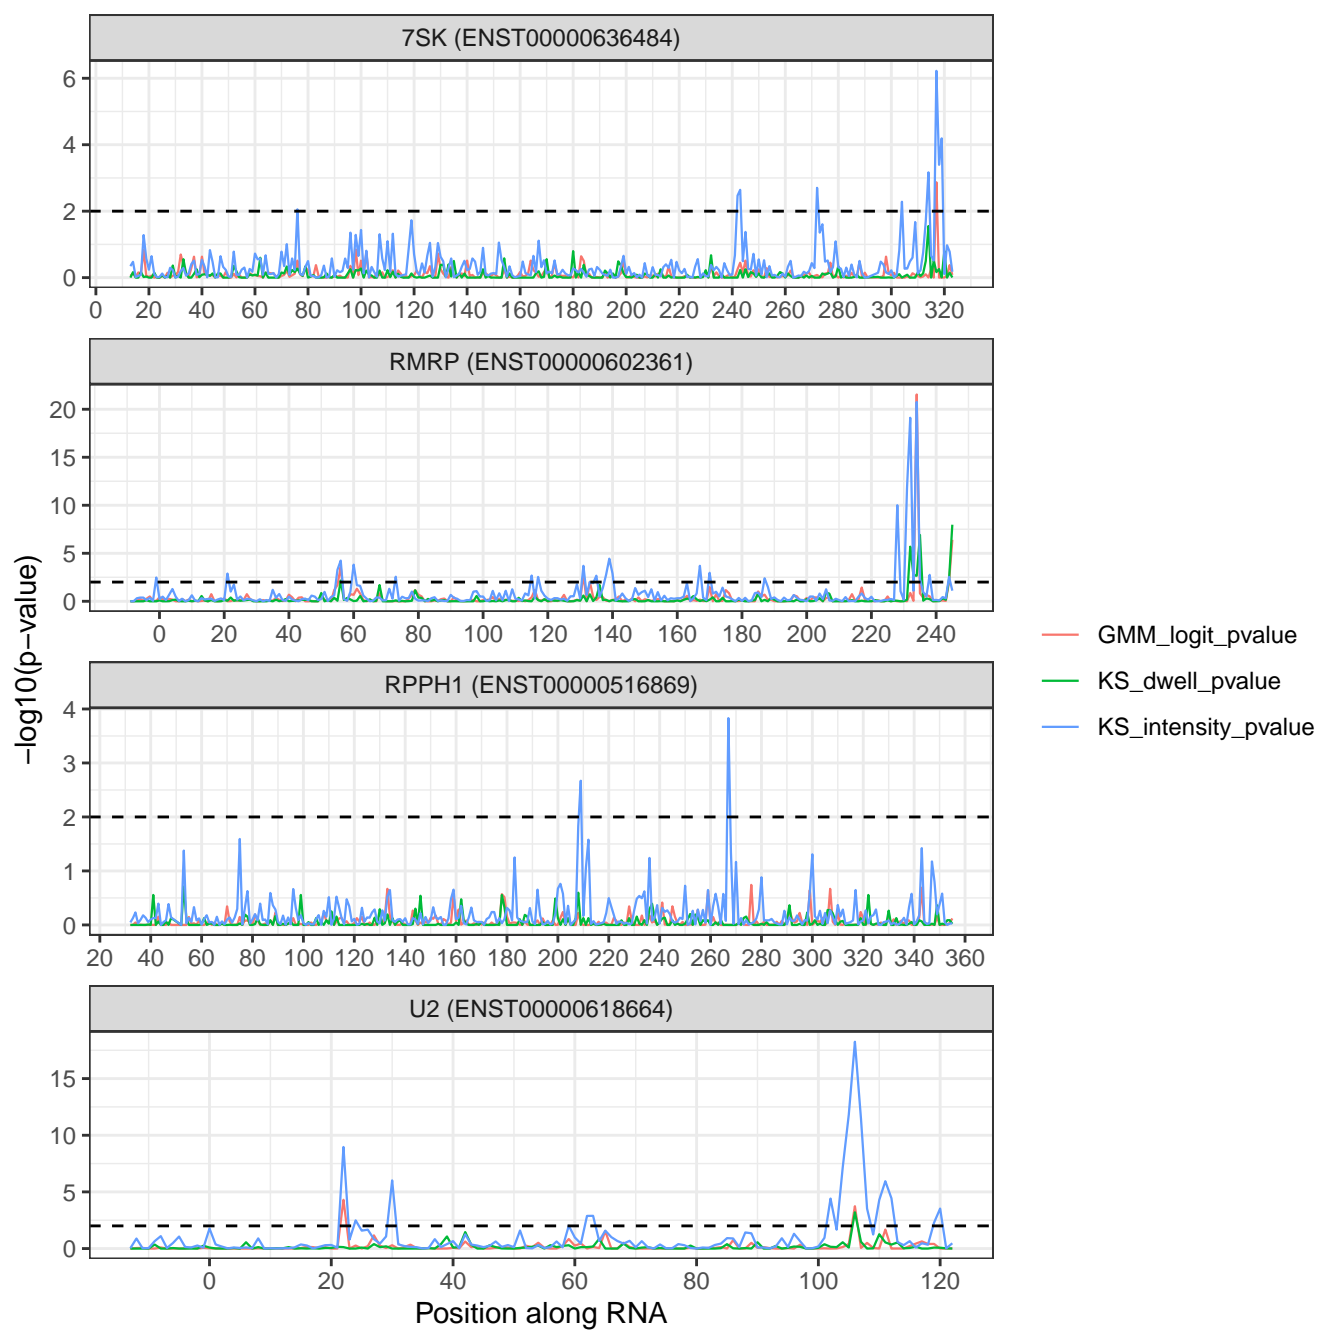 7SK (ENST00000636484)
6
4
2
0
0 20 40 60 80 100 120 140 160 180 200 220 240 260 280 300 320
RMRP (ENST00000602361)
20
15
10
5
0
0 20 40 60 80 100 120 140 160 180 200 220 240
RPPH1 (ENST00000516869)
4
3
2
1
0
20 40 60 80 100 120 140 160 180 200 220 240 260 280 300 320 340 360
U2 (ENST00000618664)
15
10
5
0
0 20 40 60 80 100 120
Position along RNA
−log10(p−value)
GMM_logit_pvalue
KS_dwell_pvalue
KS_intensity_pvalue